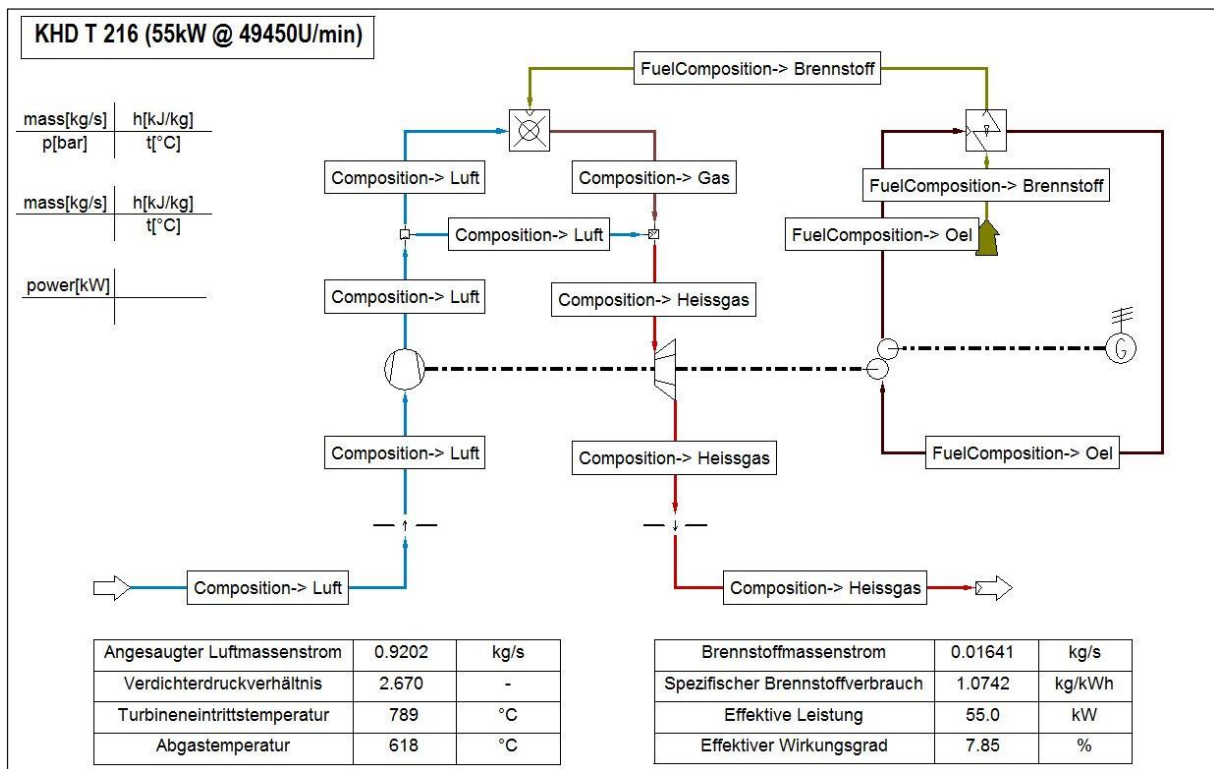 KHD T 216 (55kW @ 49450U/min)
FuelComposition-> Brennstoff
mass[kg/s] h[kJ/kg]
p[bar] t[°C]
Composition-> Luft
Composition-> Gas
FuelComposition-> Brennstoff
mass[kg/s] h[kJ/kg]
t[°C]
Composition-> Luft
FuelComposition-> Oel
power[kW]
Composition-> Luft
Composition-> Heissgas
G
Composition-> Luft
Composition-> Heissgas
FuelComposition-> Oel
Composition-> Luft
Composition-> Heissgas
Angesaugter Luftmassenstrom 0.9202 kg/s
Verdichterdruckverhältnis 2.670 -
Turbineneintrittstemperatur 789 °C
Abgastemperatur 618 °C
Brennstoffmassenstrom 0.01641 kg/s
Spezifischer Brennstoffverbrauch 1.0742 kg/kWh
Effektive Leistung 55.0 kW
Effektiver Wirkungsgrad 7.85 %